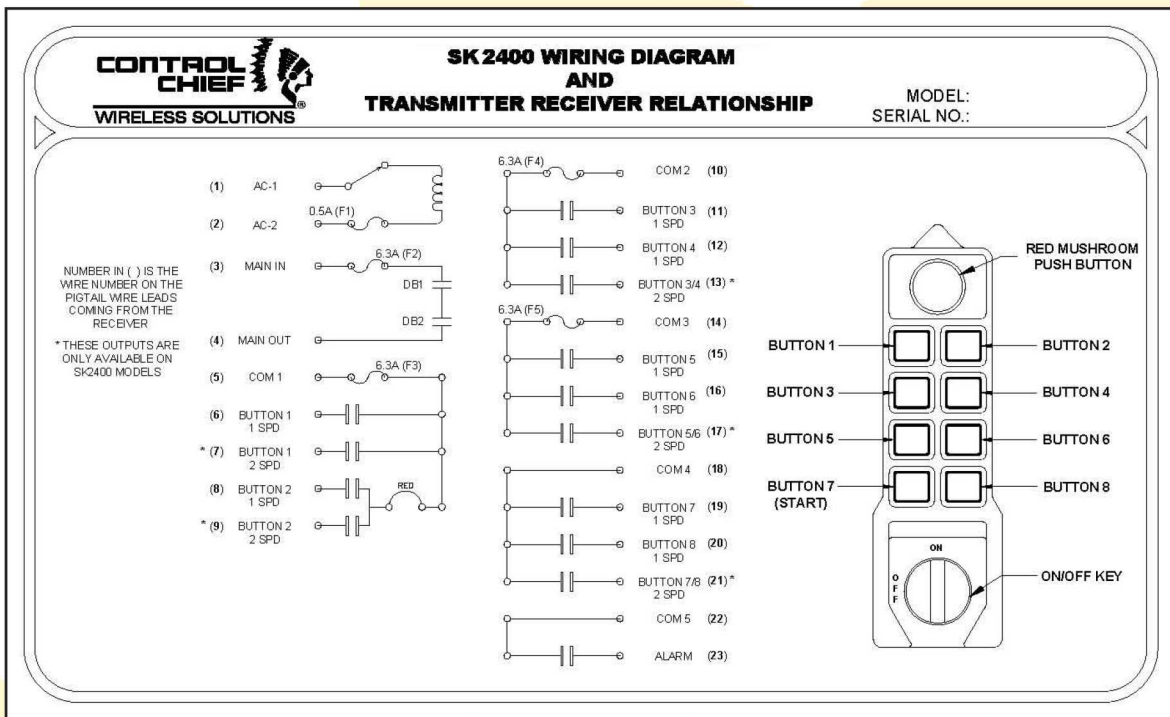 CONTROL
CHIEF
®
WIRELESS SOLUTIONS
SK2400 WIRING DIAGRAM
AND
TRANSMITTER RECEIVER RELATIONSHIP
MODEL:
SERIAL NO.:
NUMBER IN ( ) IS THE
WIRE NUMBER ON THE
PIGTAIL WIRE LEADS
COMING FROM THE
RECEIVER
* THESE OUTPUTS ARE
ONLY AVAILABLE ON
SK2400 MODELS
(1) AC-1
(2) AC-2 0.5A (F1)
(3) MAIN IN 6.3A (F2)
DB1
DB2
(4) MAIN OUT
(5) COM 1 6.3A (F3)
(6) BUTTON 1
1 SPD
* (7) BUTTON 1
2 SPD
(8) BUTTON 2
1 SPD
RED
* (9) BUTTON 2
2 SPD
6.3A (F4) COM 2 (10)
BUTTON 3 (11)
1 SPD
BUTTON 4 (12)
1 SPD
BUTTON 3/4 (13) *
2 SPD
6.3A (F5) COM 3 (14)
BUTTON 5 (15)
1 SPD
BUTTON 6 (16)
1 SPD
BUTTON 5/6 (17) *
2 SPD
COM 4 (18)
BUTTON 7 (19)
1 SPD
BUTTON 8 (20)
1 SPD
BUTTON 7/8 (21) *
2 SPD
COM 5 (22)
ALARM (23)
RED MUSHROOM
PUSH BUTTON
BUTTON 1
BUTTON 2
BUTTON 3
BUTTON 4
BUTTON 5
BUTTON 6
BUTTON 7
(START)
BUTTON 8
ON
OFF
ON/OFF KEY